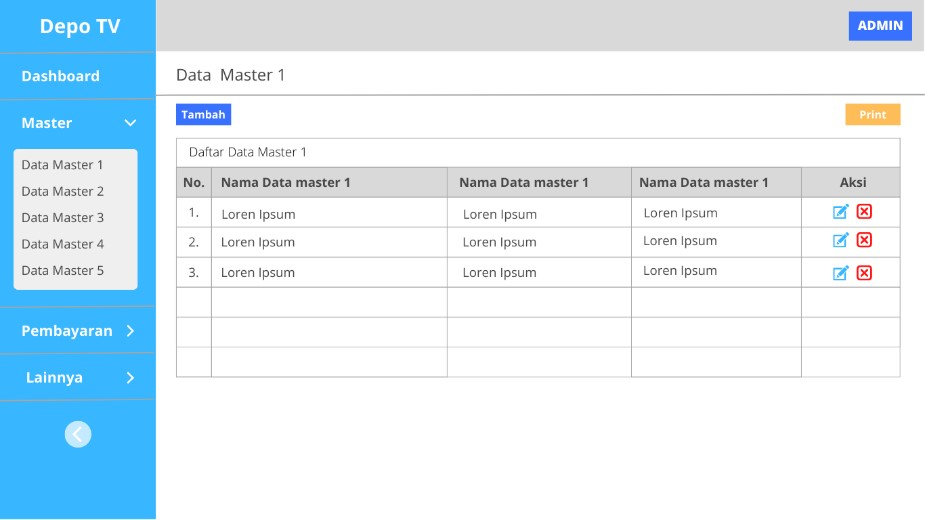 Depo TV
ADMIN
Dashboard
Master
Data Master 1
Data Master 2
Data Master 3
Data Master 4
Data Master 5
Pembayaran
Lainnya
Data Master 1
Tambah
Print
Daftar Data Master 1
No. Nama Data master 1 Nama Data master 1 Nama Data master 1 Aksi
1. Loren Ipsum Loren Ipsum Loren Ipsum
2. Loren Ipsum Loren Ipsum Loren Ipsum
3. Loren Ipsum Loren Ipsum Loren Ipsum